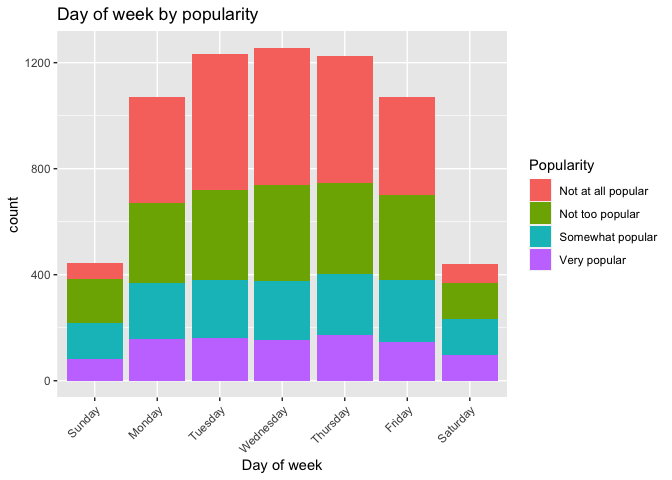 Day of week by popularity
1200
800
400
0
count
Sunday
Monday
Tuesday
Wednesday
Thursday
Friday
Saturday
Day of week
Popularity
Not at all popular
Not too popular
Somewhat popular
Very popular